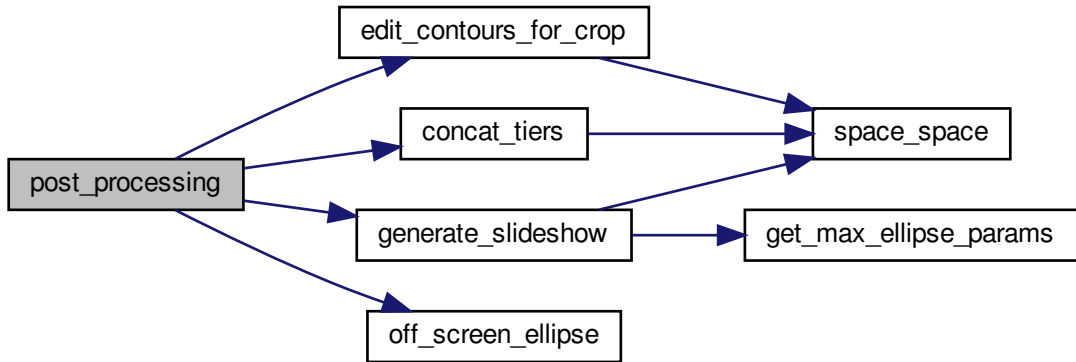 edit_contours_for_crop
concat_tiers
space_space
post_processing
generate_slideshow
get_max_ellipse_params
off_screen_ellipse